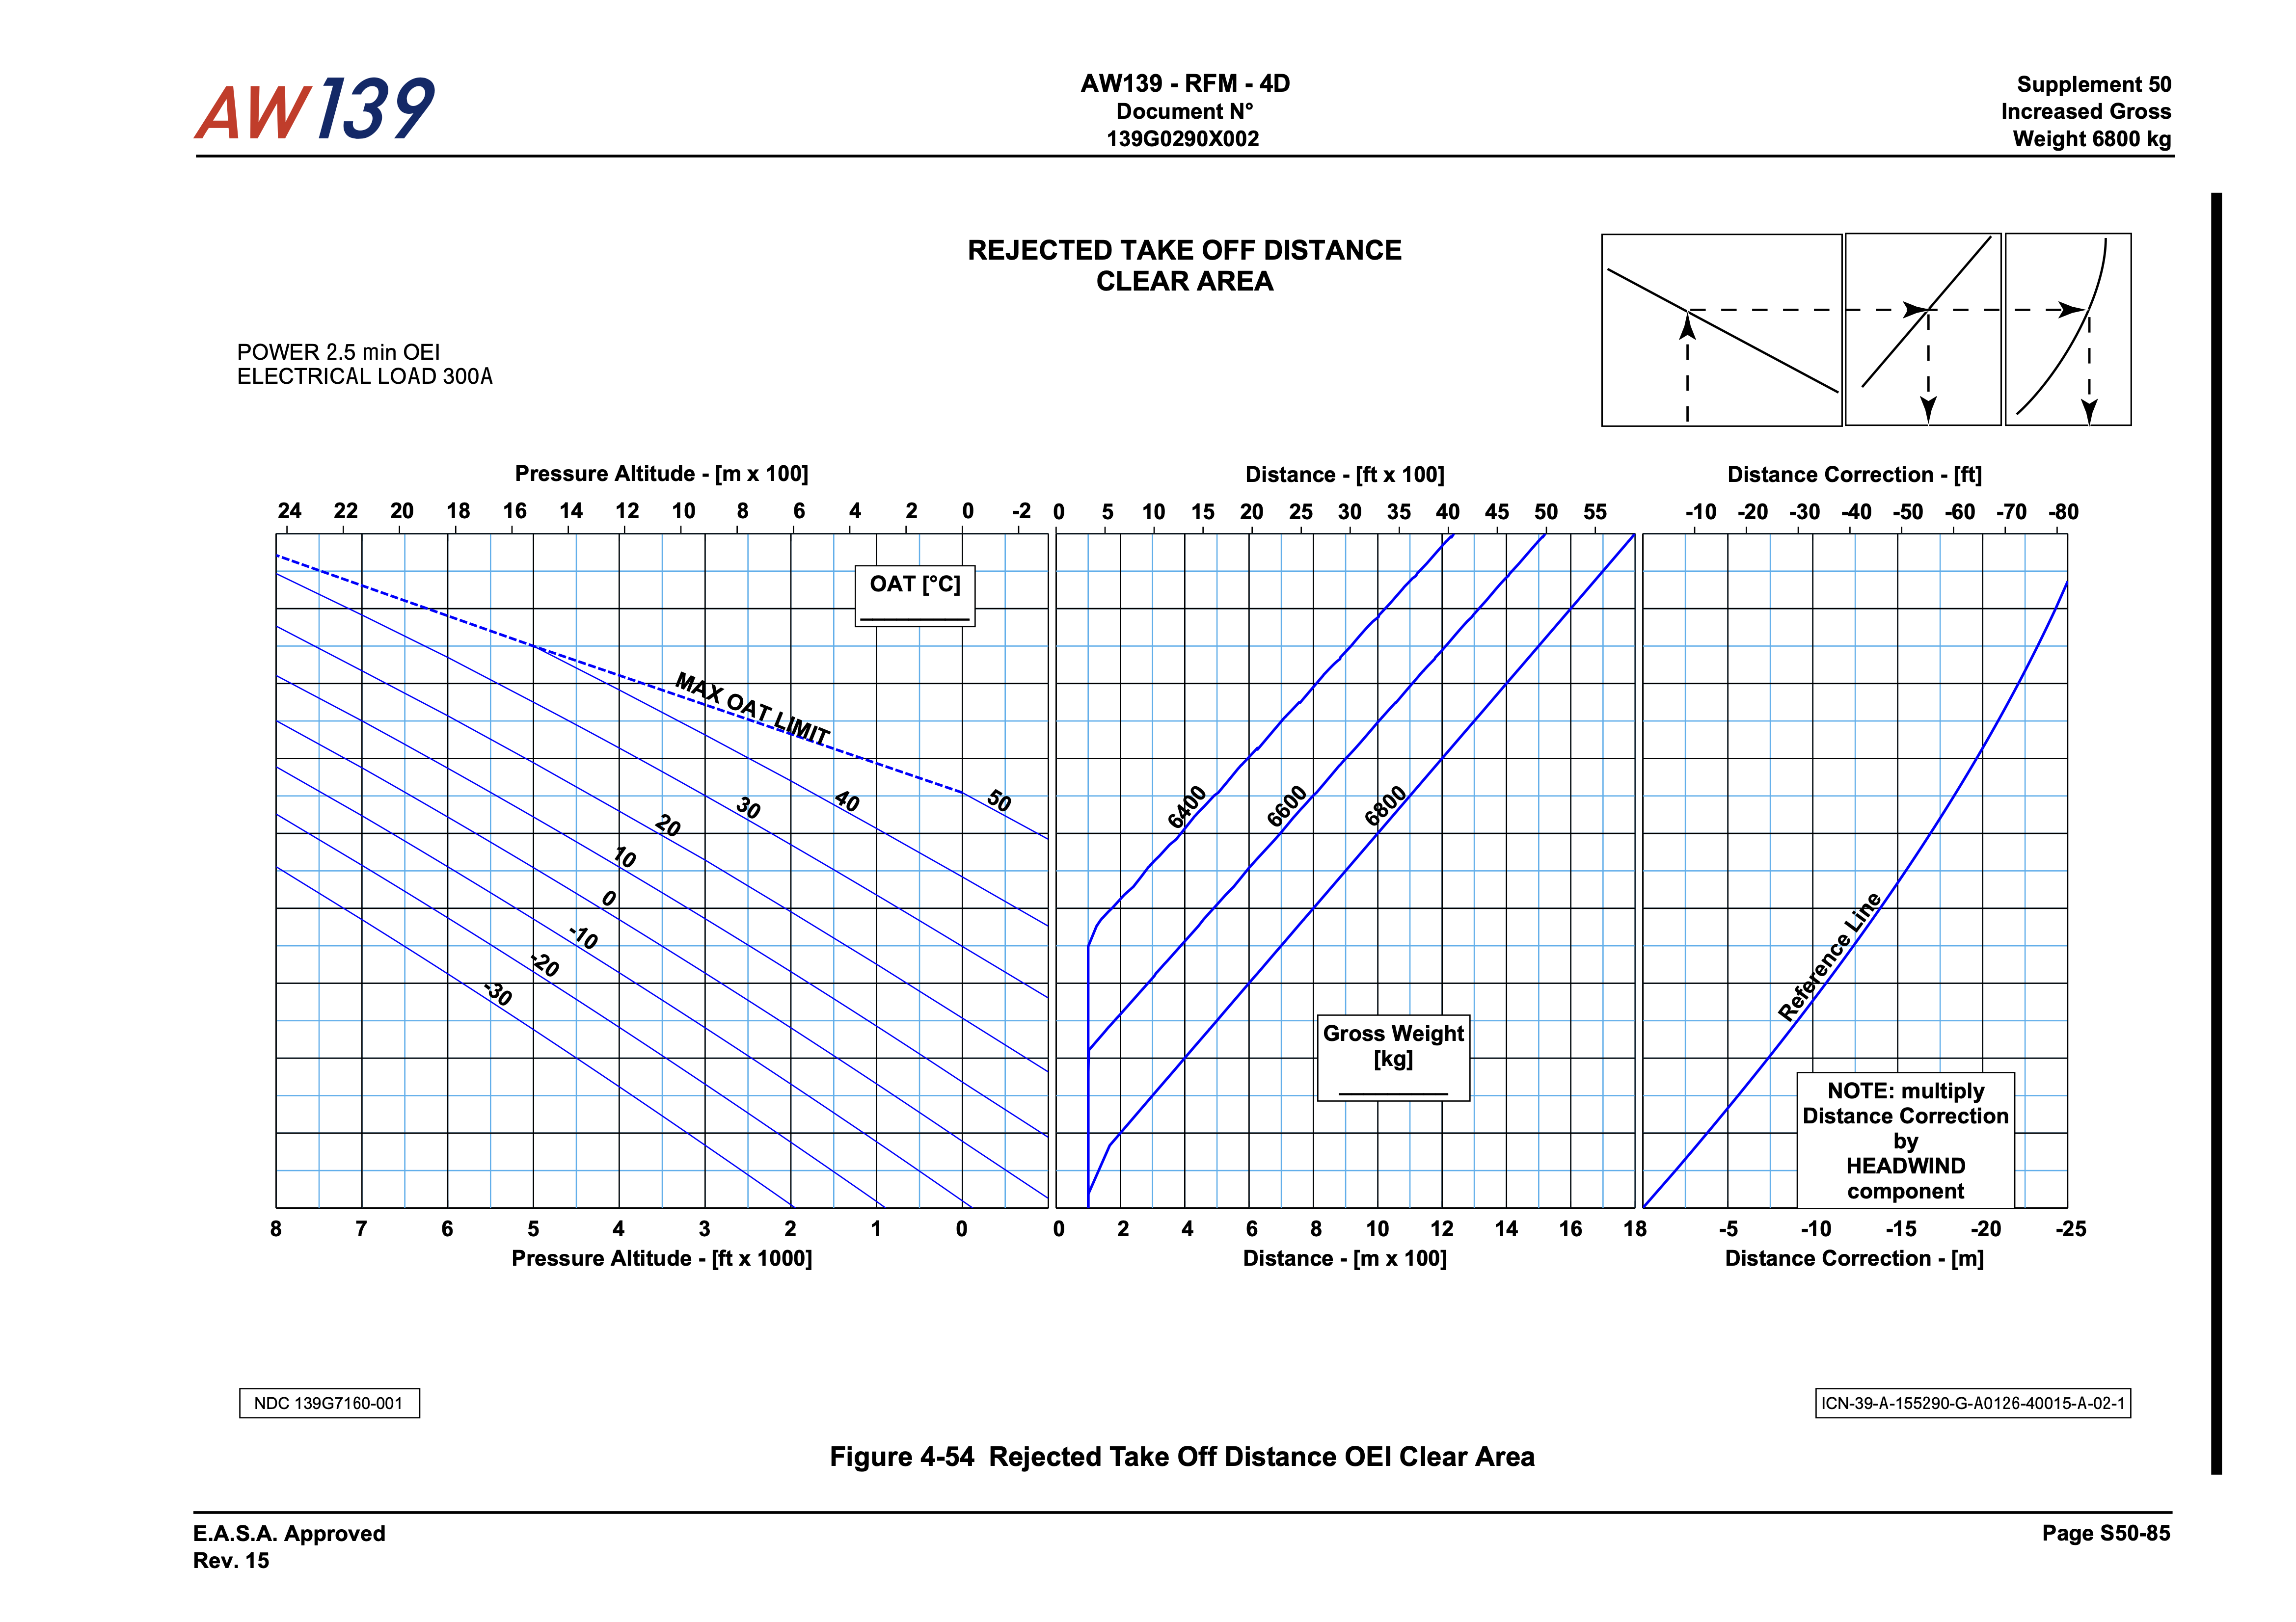 AW139
AW139 - RFM - 4D
Document N°
139G0290X002
Supplement 50
Increased Gross
Weight 6800 kg
REJECTED TAKE OFF DISTANCE
CLEAR AREA
POWER 2.5 min OEI
ELECTRICAL LOAD 300A
Pressure Altitude - [m x 100]
24 22 20 18 16 14 12 10 8 6 4 2 0 -2
Distance - [ft x 100]
0 5 10 15 20 25 30 35 40 45 50 55
Distance Correction - [ft]
-10 -20 -30 -40 -50 -60 -70 -80
OAT [°C]
MAX OAT LIMIT
50
40
30
20
10
0
-10
-20
-30
6400
6600
6800
Gross Weight
[kg]
Reference Line
NOTE: multiply
Distance Correction
by
HEADWIND
component
8 7 6 5 4 3 2 1 0
Pressure Altitude - [ft x 1000]
0 2 4 6 8 10 12 14 16 18
Distance - [m x 100]
-5 -10 -15 -20 -25
Distance Correction - [m]
NDC 139G7160-001
ICN-39-A-155290-G-A0126-40015-A-02-1
Figure 4-54 Rejected Take Off Distance OEI Clear Area
E.A.S.A. Approved
Rev. 15
Page S50-85